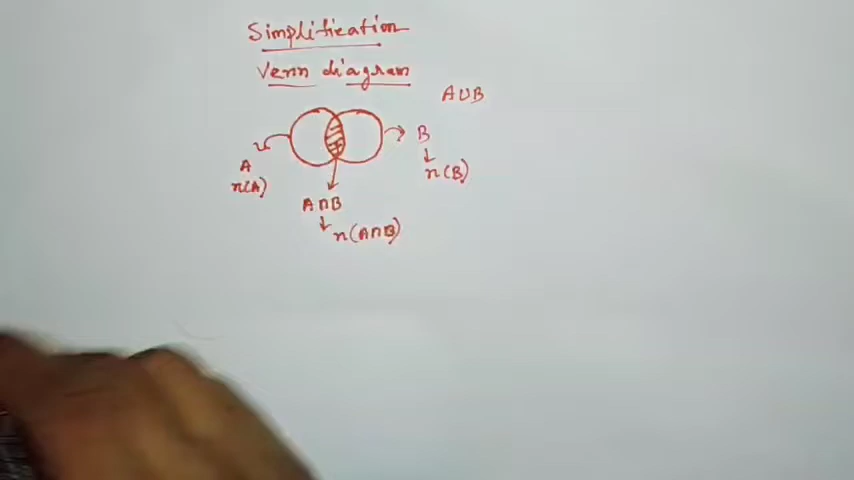 Simplification
Venn diagram
A∪B
B
A
n(B)
n(A)
A∩B
n(A∩B)